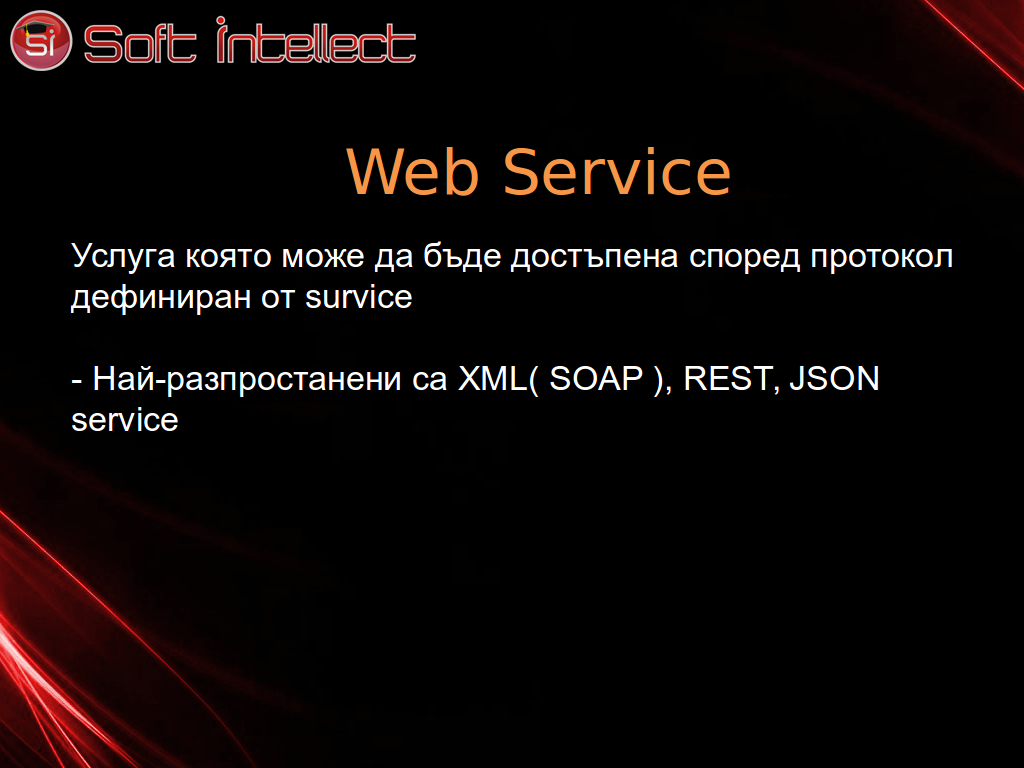 Si Soft Intellect
Web Service
Услуга която може да бъде достъпена според протокол
дефиниран от survice
- Най-разпростанени са XML( SOAP ), REST, JSON
service